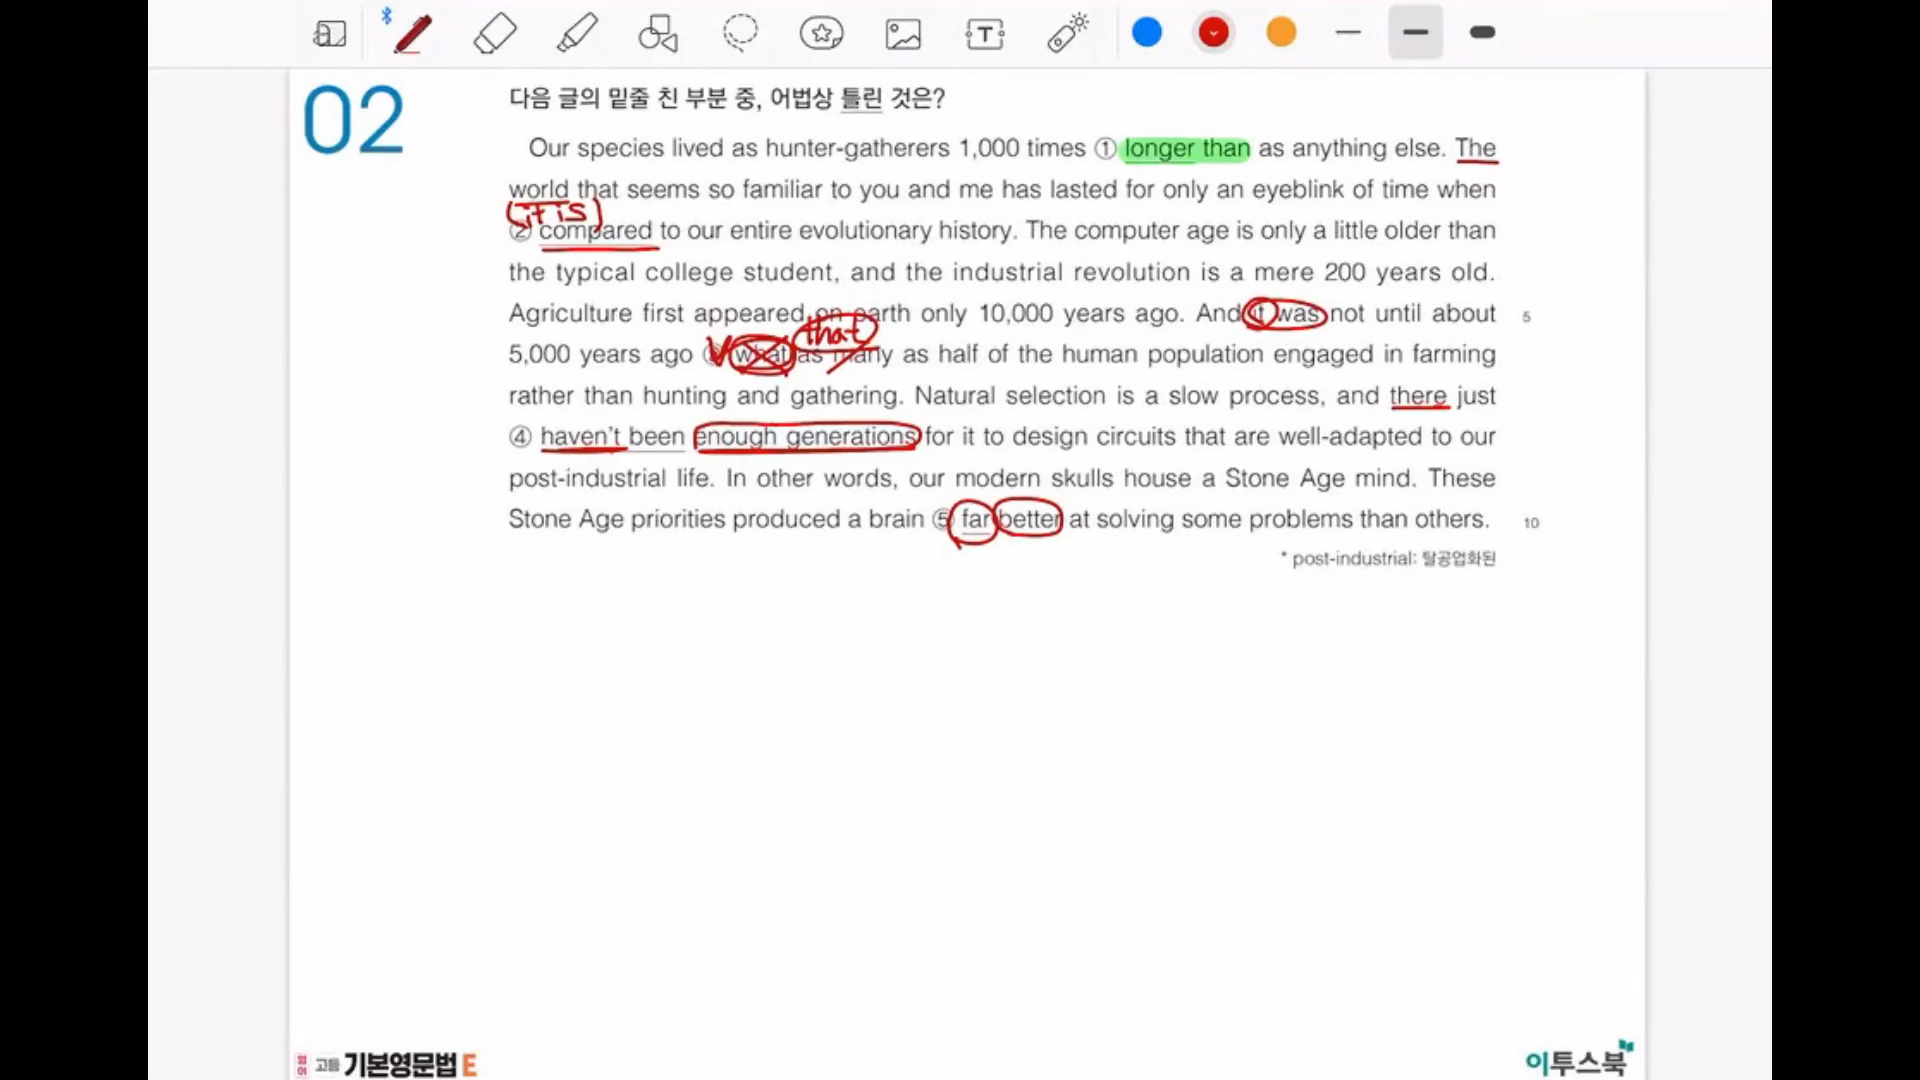 02
다음 글의 밑줄 친 부분 중, 어법상 틀린 것은?
Our species lived as hunter-gatherers 1,000 times ① longer than as anything else. The
world that seems so familiar to you and me has lasted for only an eyeblink of time when
(it is)
② compared to our entire evolutionary history. The computer age is only a little older than
the typical college student, and the industrial revolution is a mere 200 years old.
Agriculture first appeared on earth only 10,000 years ago. And it was not until about 5
that
5,000 years ago ③ what as many as half of the human population engaged in farming
rather than hunting and gathering. Natural selection is a slow process, and there just
④ haven't been enough generations for it to design circuits that are well-adapted to our
post-industrial life. In other words, our modern skulls house a Stone Age mind. These
Stone Age priorities produced a brain ⑤ far better at solving some problems than others. 10
* post-industrial: 탈공업화된
고등 기본영문법 E
이투스북